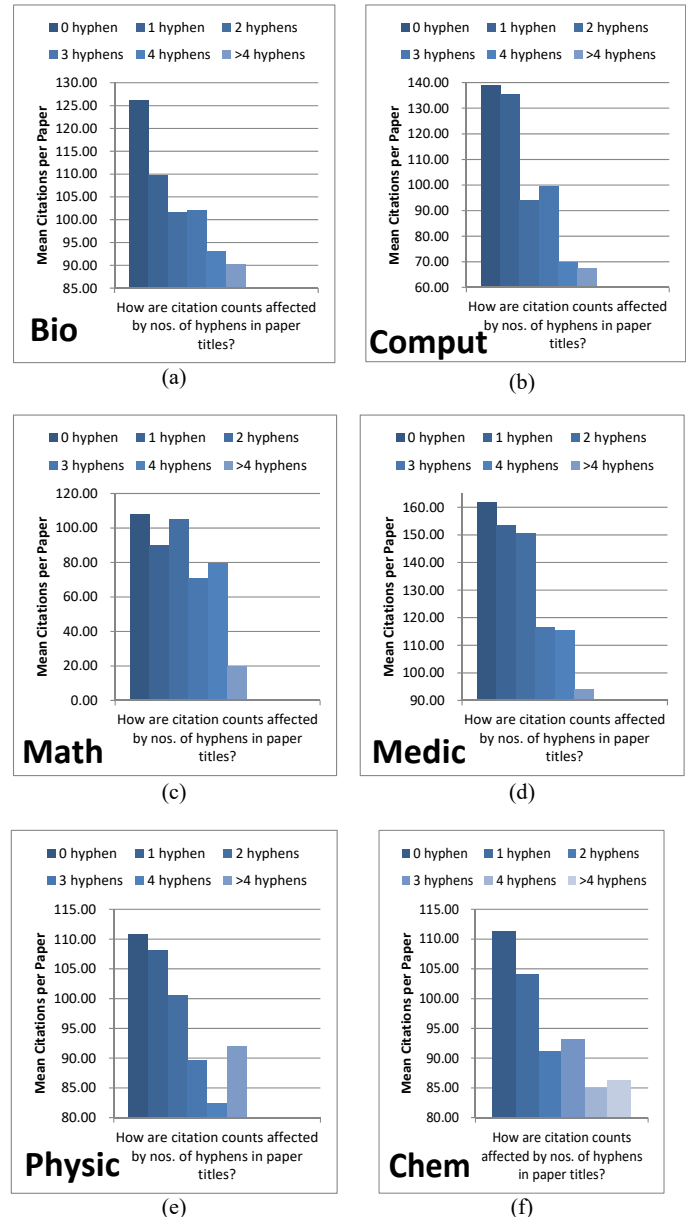 0 hyphen 1 hyphen 2 hyphens
3 hyphens 4 hyphens >4 hyphens
Mean Citations per Paper
130.00
125.00
120.00
115.00
110.00
105.00
100.00
95.00
90.00
85.00
How are citation counts affected
by nos. of hyphens in paper
titles?
Bio
(a)
0 hyphen 1 hyphen 2 hyphens
3 hyphens 4 hyphens >4 hyphens
Mean Citations per Paper
140.00
130.00
120.00
110.00
100.00
90.00
80.00
70.00
60.00
How are citation counts affected
by nos. of hyphens in paper
titles?
Comput
(b)
0 hyphen 1 hyphen 2 hyphens
3 hyphens 4 hyphens >4 hyphens
Mean Citations per Paper
120.00
100.00
80.00
60.00
40.00
20.00
0.00
How are citation counts affected
by nos. of hyphens in paper
titles?
Math
(c)
0 hyphen 1 hyphen 2 hyphens
3 hyphens 4 hyphens >4 hyphens
Mean Citations per Paper
160.00
150.00
140.00
130.00
120.00
110.00
100.00
90.00
How are citation counts affected
by nos. of hyphens in paper
titles?
Medic
(d)
0 hyphen 1 hyphen 2 hyphens
3 hyphens 4 hyphens >4 hyphens
Mean Citations per Paper
115.00
110.00
105.00
100.00
95.00
90.00
85.00
80.00
How are citation counts affected
by nos. of hyphens in paper
titles?
Physic
(e)
0 hyphen 1 hyphen 2 hyphens
3 hyphens 4 hyphens >4 hyphens
Mean Citations per Paper
115.00
110.00
105.00
100.00
95.00
90.00
85.00
80.00
How are citation counts
affected by nos. of hyphens
in paper titles?
Chem
(f)